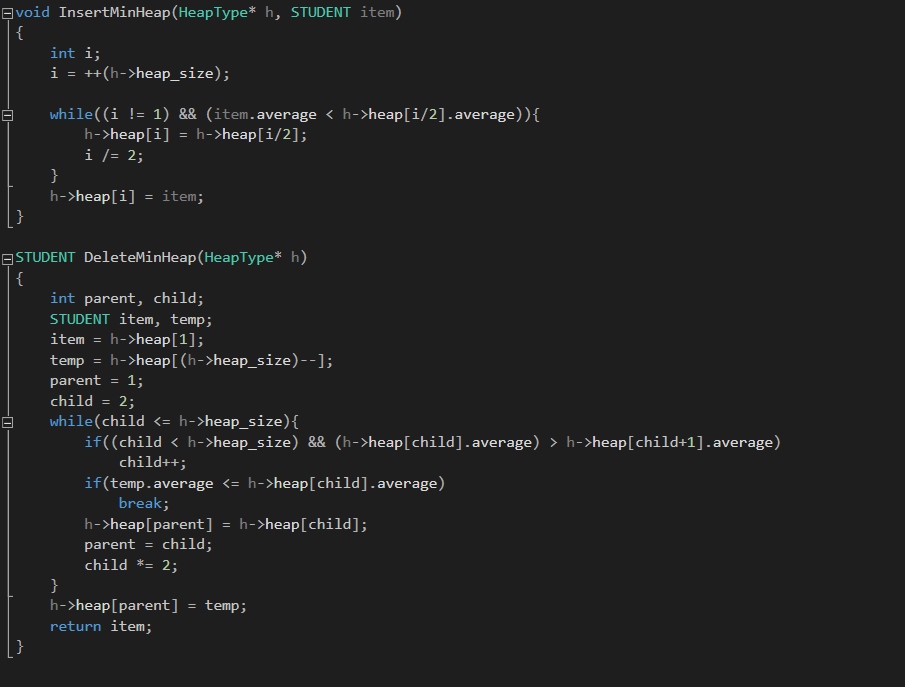 void InsertMinHeap(HeapType* h, STUDENT item)
{
    int i;
    i = ++(h->heap_size);

    while((i != 1) && (item.average < h->heap[i/2].average)){
        h->heap[i] = h->heap[i/2];
        i /= 2;
    }
    h->heap[i] = item;
}

STUDENT DeleteMinHeap(HeapType* h)
{
    int parent, child;
    STUDENT item, temp;
    item = h->heap[1];
    temp = h->heap[(h->heap_size)--];
    parent = 1;
    child = 2;
    while(child <= h->heap_size){
        if((child < h->heap_size) && (h->heap[child].average) > h->heap[child+1].average)
            child++;
        if(temp.average <= h->heap[child].average)
            break;
        h->heap[parent] = h->heap[child];
        parent = child;
        child *= 2;
    }
    h->heap[parent] = temp;
    return item;
}